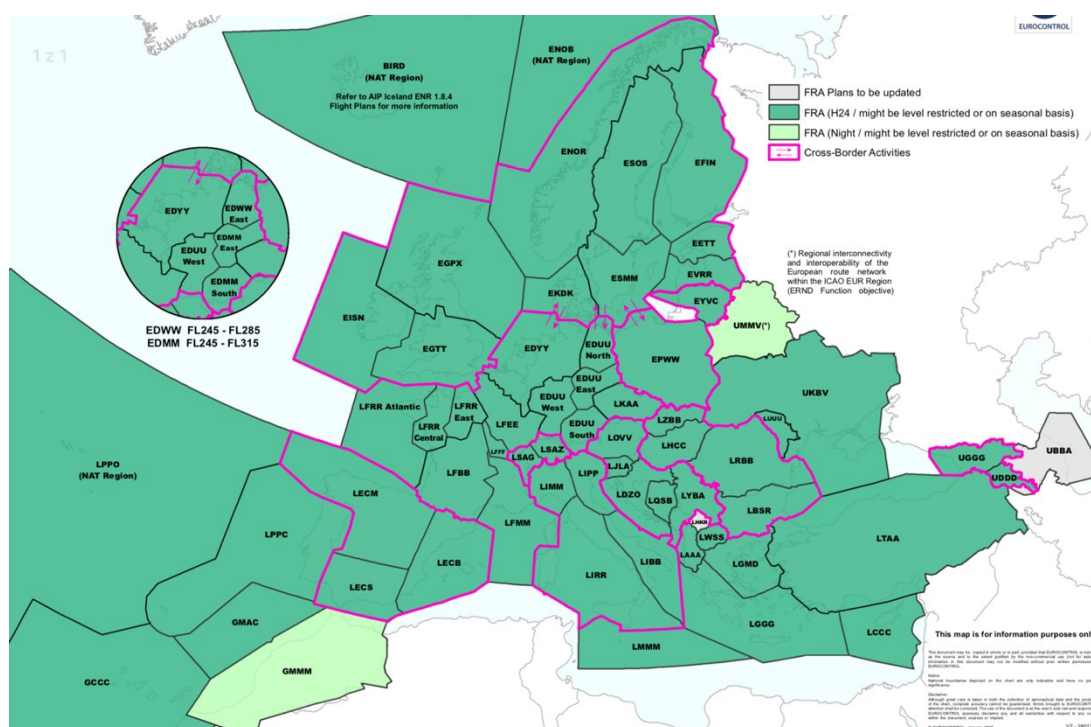 EUROCONTROL
1z1
BIRD
(NAT Region)
Refer to AIP Iceland ENR 1.8.4
Flight Plans for more information
ENOB
(NAT Region)
FRA Plans to be updated
FRA (H24 / might be level restricted or on seasonal basis)
FRA (Night / might be level restricted or on seasonal basis)
Cross-Border Activities
ENOR
ESOS
EFIN
EDYY
EDWW
East
EDUU
West
EDMM
East
EDMM
South
EDWW FL245 - FL285
EDMM FL245 - FL315
EGPX
EETT
(*) Regional interconnectivity
and interoperability of the
European route network
within the ICAO EUR Region
(ERND Function objective)
ESMM
EVRR
EKDK
EYVC
EISN
UMMV(*)
EGTT
EDYY
EDUU
North
EPWW
EDUU
East
EDUU
West
LKAA
UKBV
LFRR Atlantic
LFRR
East
LFRR
Central
LFEE
EDUU
South
LZBB
LUUU
LOVV
LHCC
LFFF
LSAG
LSAZ
LPPO
(NAT Region)
LECM
LFBB
LIMM
LIPP
LJLA
LRBB
UGGG
UBBA
UDDD
LDZO
LQSB
LYBA
LBSR
LFMM
LPPC
LWSS
LTAA
LAAA
LGMD
LECB
LECS
LIRR
LIBB
GMAC
LGGG
LMMM
LCCC
GMMM
GCCC
This map is for information purposes onl
Notice
Disclaimer